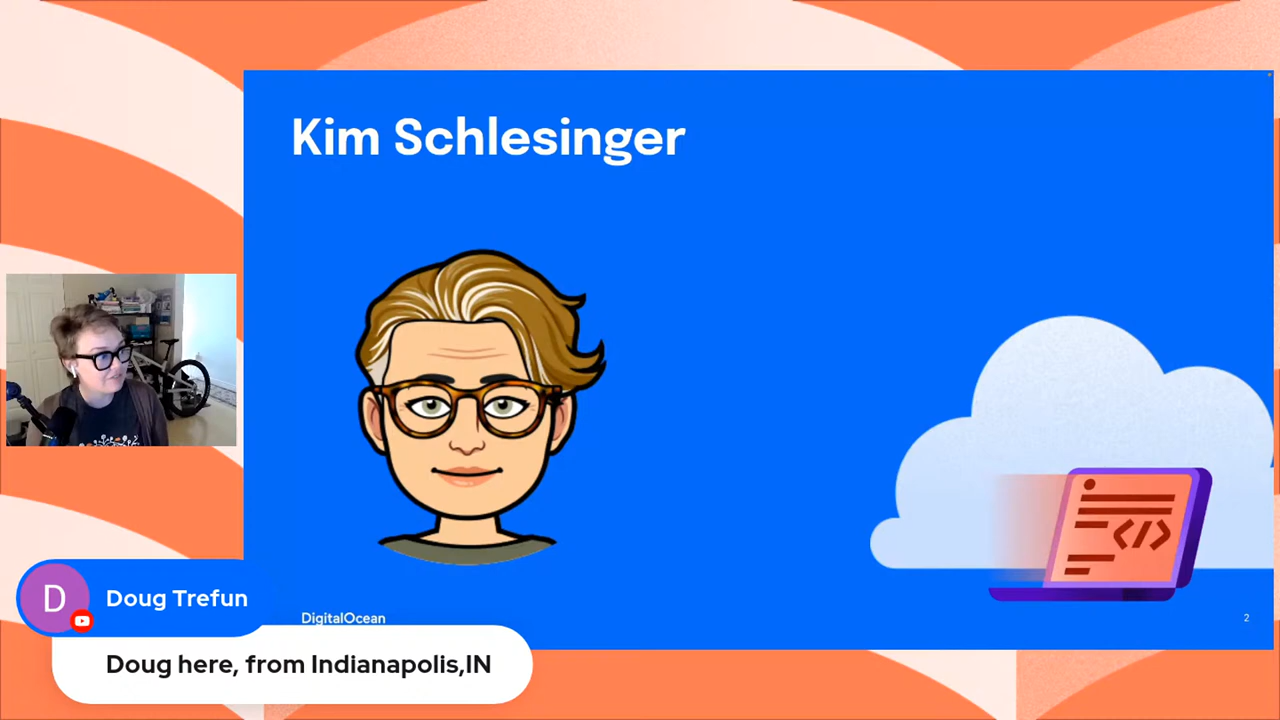 Kim Schlesinger
</>
DigitalOcean
2
D
Doug Trefun
Doug here, from Indianapolis,IN